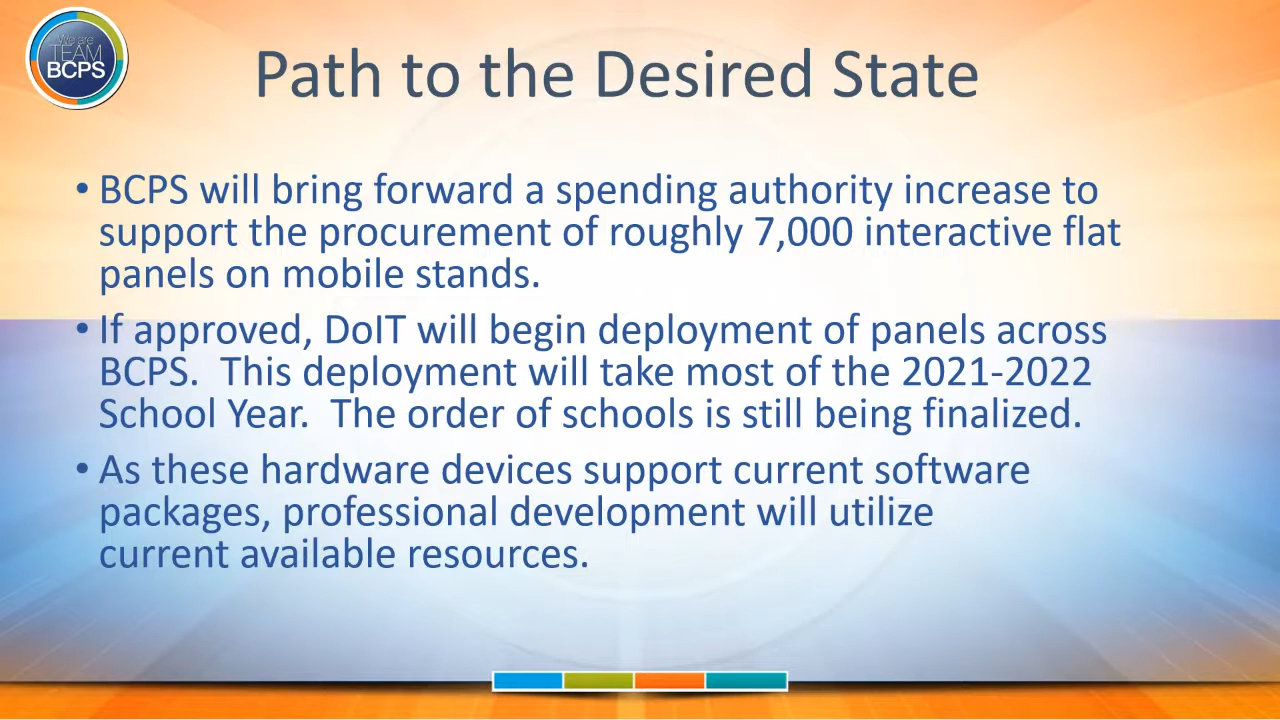 We are
TEAM
BCPS
Path to the Desired State
• BCPS will bring forward a spending authority increase to
support the procurement of roughly 7,000 interactive flat
panels on mobile stands.
• If approved, DoIT will begin deployment of panels across
BCPS.  This deployment will take most of the 2021-2022
School Year.  The order of schools is still being finalized.
• As these hardware devices support current software
packages, professional development will utilize
current available resources.